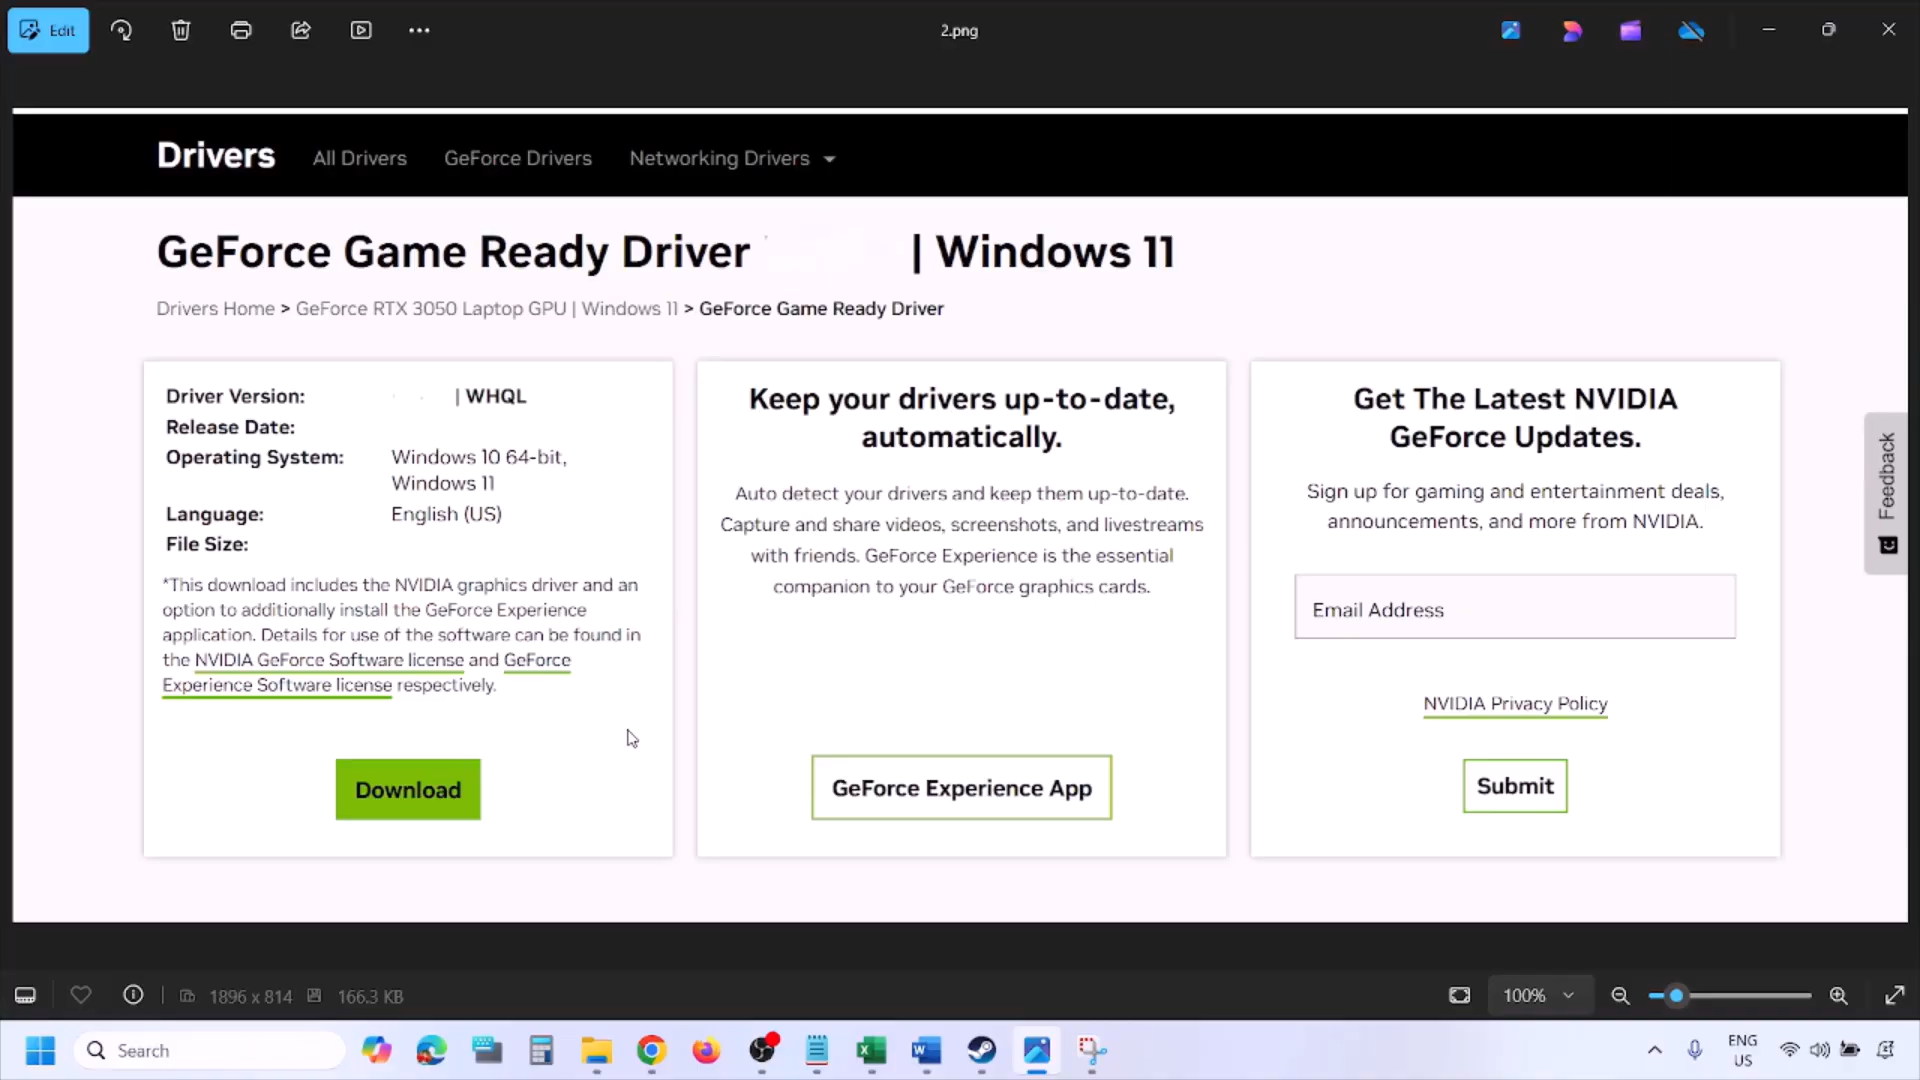 Edit
2.png
Drivers All Drivers GeForce Drivers Networking Drivers
GeForce Game Ready Driver | Windows 11
Drivers Home > GeForce RTX 3050 Laptop GPU | Windows 11 > GeForce Game Ready Driver
Driver Version: | WHQL
Release Date:
Operating System: Windows 10 64-bit,
Windows 11
Language: English (US)
File Size:
*This download includes the NVIDIA graphics driver and an
option to additionally install the GeForce Experience
application. Details for use of the software can be found in
the NVIDIA GeForce Software license and GeForce
Experience Software license respectively.
Download
Keep your drivers up-to-date,
automatically.
Auto detect your drivers and keep them up-to-date.
Capture and share videos, screenshots, and livestreams
with friends. GeForce Experience is the essential
companion to your GeForce graphics cards.
GeForce Experience App
Get The Latest NVIDIA
GeForce Updates.
Sign up for gaming and entertainment deals,
announcements, and more from NVIDIA.
Email Address
NVIDIA Privacy Policy
Submit
Feedback
1896 x 814 166.3 KB
100%
Search
ENG
US